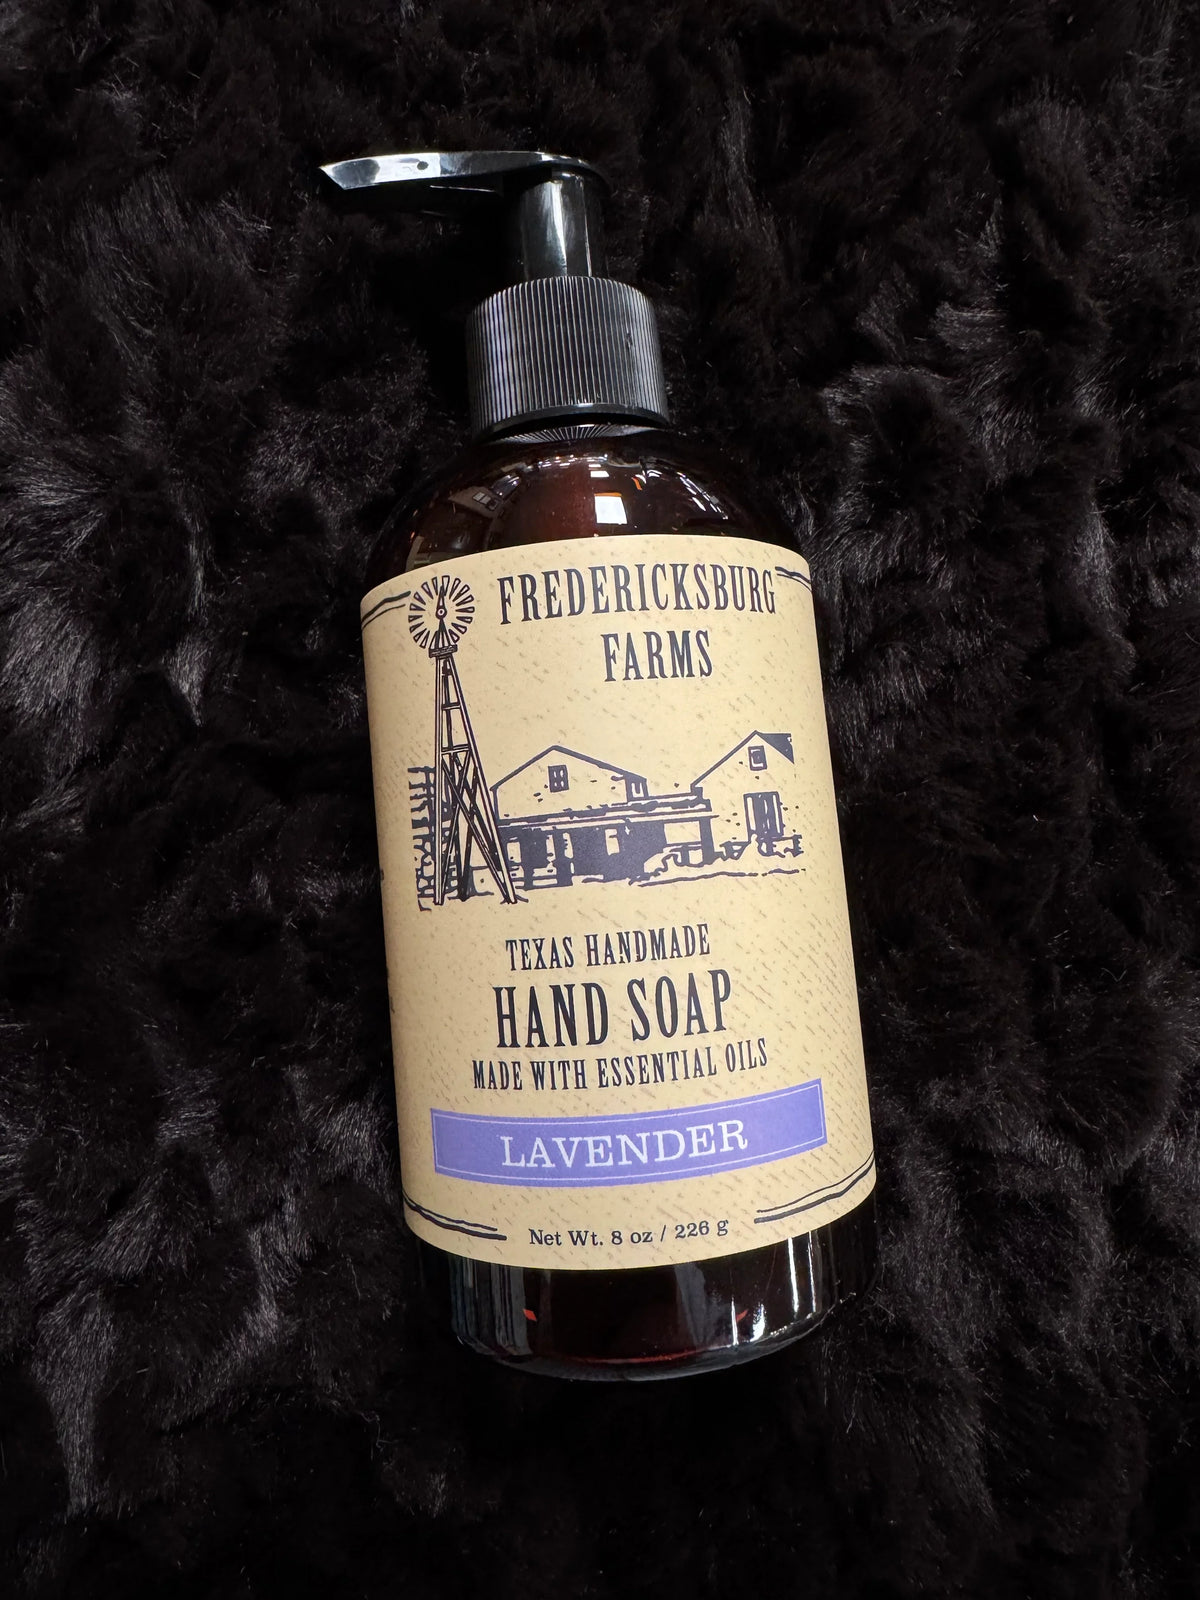 FREDERICKSBURG
FARMS
TEXAS HANDMADE
HAND SOAP
MADE WITH ESSENTIAL OILS
LAVENDER
Net Wt. 8 oz / 226 g